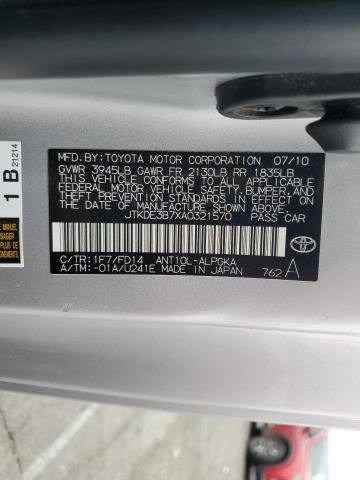 MFD.BY:TOYOTA MOTOR CORPORATION 07/10
GVWR 3945LB GAWR FR 2130LB RR 1835LB
THIS VEHICLE CONFORMS TO ALL APPLICABLE
FEDERAL MOTOR VEHICLE SAFETY,BUMPER,AND
THEFT PREVENTION STANDARDS IN EFFECT ON
THE DATE OF MANUFACTURE SHOWN ABOVE.
JTKDE3B7XA0321570 PASS CAR
C/TR:1F7/FD14 ANT10L-ALPGKA
A/TM:-01A/U241E MADE IN JAPAN
762 A
TOYOTA
1 B
21214